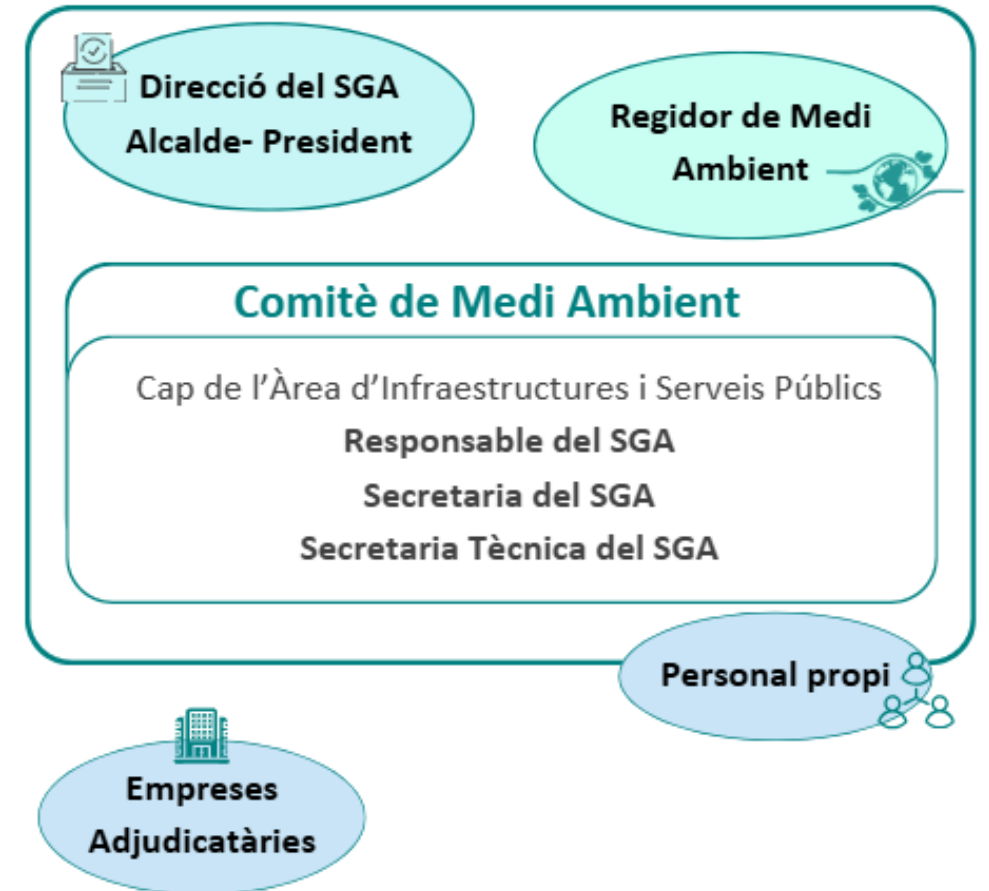 Direcció del SGA
Alcalde- President
Regidor de Medi
Ambient
Comitè de Medi Ambient
Cap de l'Àrea d'Infraestructures i Serveis Públics
Responsable del SGA
Secretaria del SGA
Secretaria Tècnica del SGA
Personal propi
Empreses
Adjudicatàries